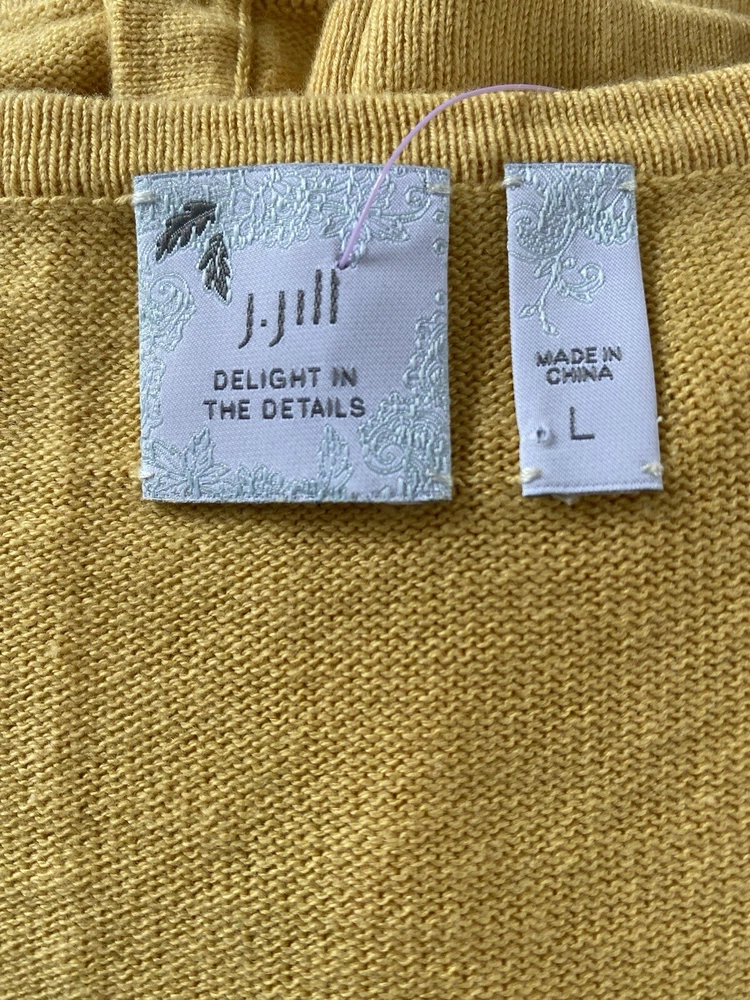 J.Jill
DELIGHT IN
THE DETAILS
MADE IN
CHINA
L